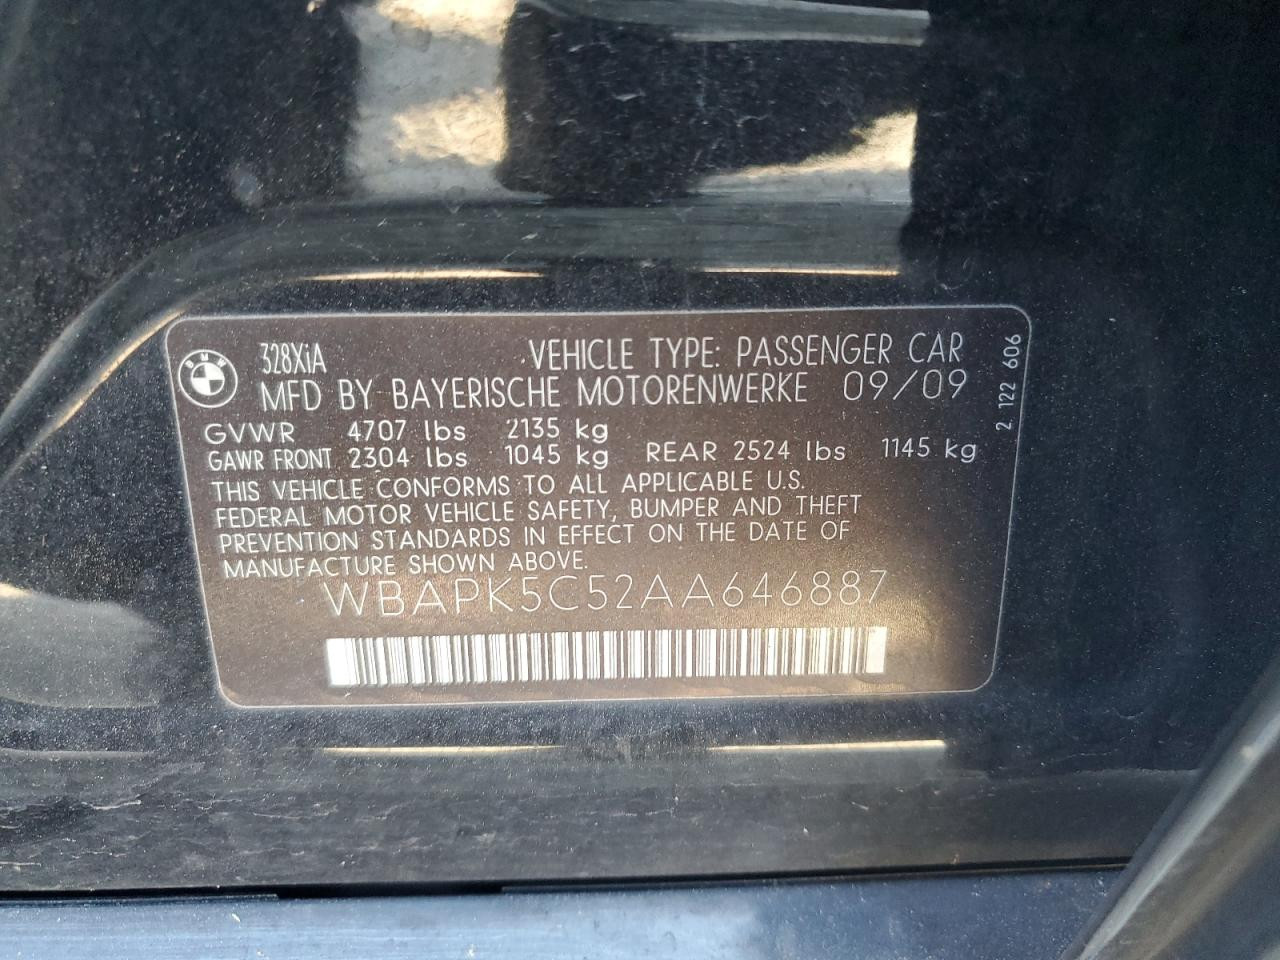 BMW
328XiA VEHICLE TYPE: PASSENGER CAR
MFD BY BAYERISCHE MOTORENWERKE 09/09
GVWR 4707 lbs 2135 kg
GAWR FRONT 2304 lbs 1045 kg REAR 2524 lbs 1145 kg
THIS VEHICLE CONFORMS TO ALL APPLICABLE U.S.
FEDERAL MOTOR VEHICLE SAFETY, BUMPER AND THEFT
PREVENTION STANDARDS IN EFFECT ON THE DATE OF
MANUFACTURE SHOWN ABOVE.
WBAPK5C52AA646887
2 122 606